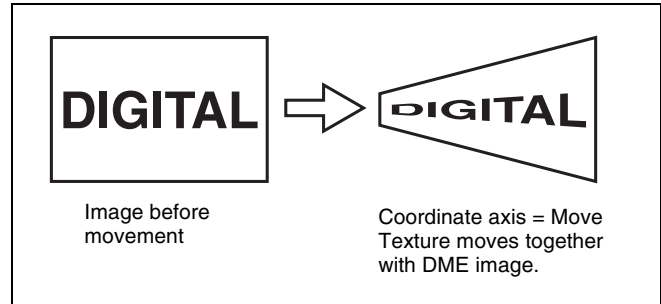 DIGITAL
DIGITAL
Image before
movement
Coordinate axis = Move
Texture moves together
with DME image.